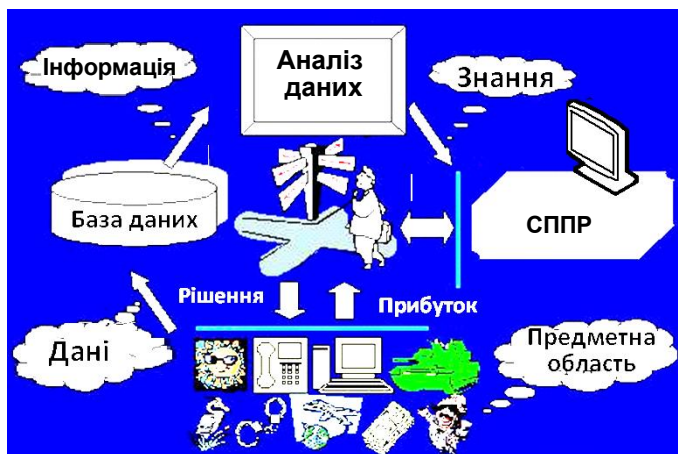 Інформація
Аналіз
даних
Знання
База даних
СППР
Рішення
Прибуток
Дані
Предметна
область